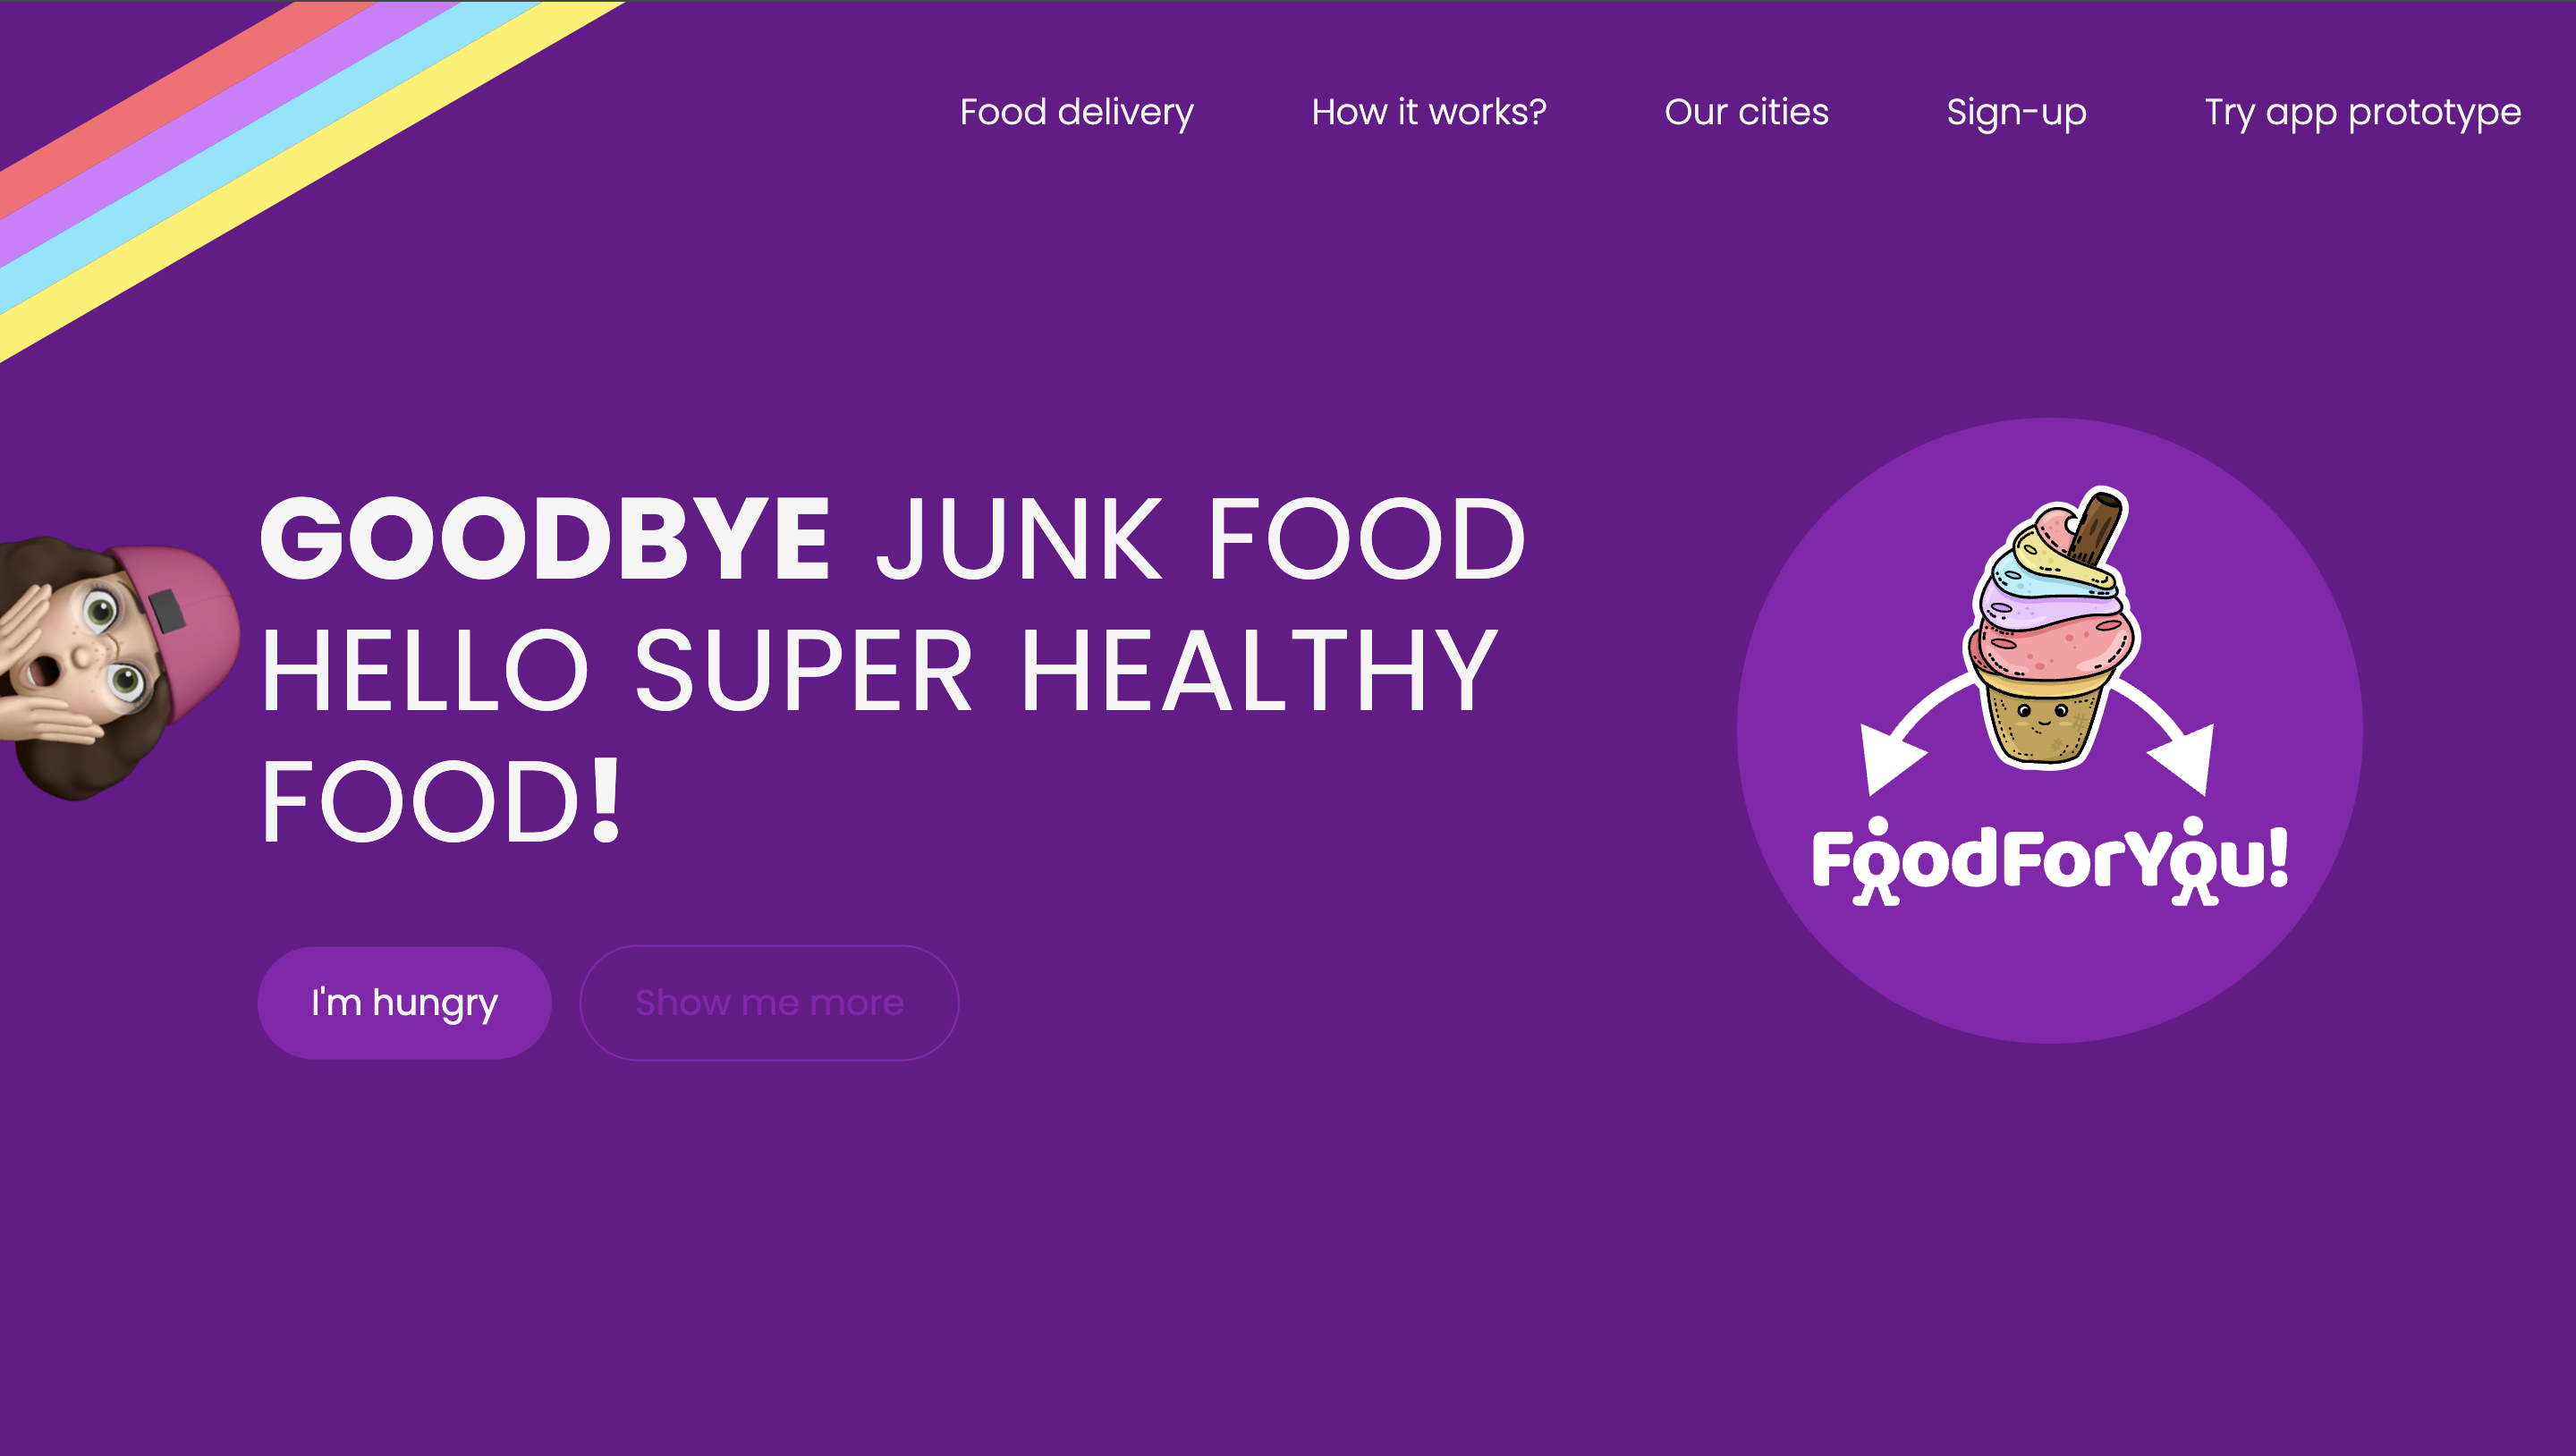 Food delivery How it works? Our cities Sign-up Try app prototype
GOODBYE JUNK FOOD
HELLO SUPER HEALTHY
FOOD!
FoodForYou!
I'm hungry Show me more